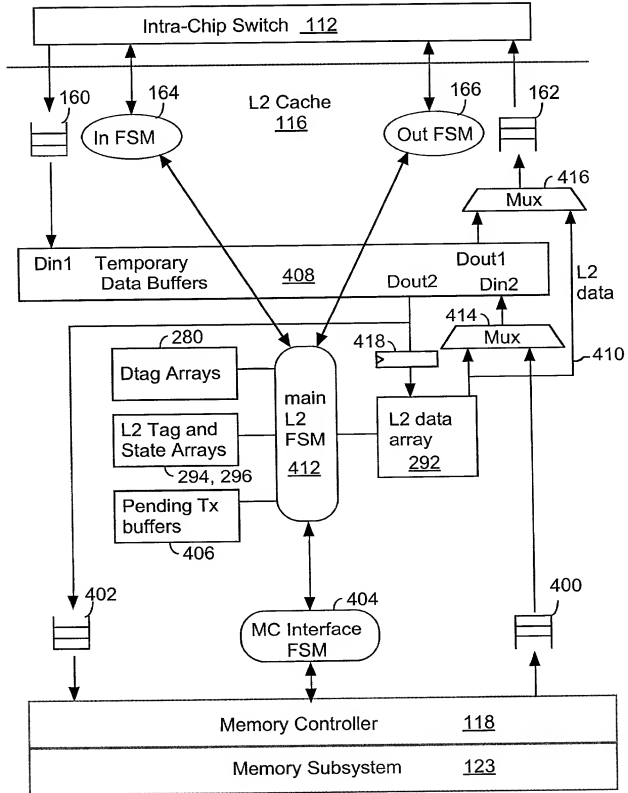 Intra-Chip Switch 112
160
164
L2 Cache
116
166
162
In FSM
Out FSM
416
Mux
Din1 Temporary Data Buffers 408 Dout2 Dout1 Din2
L2 data
414
Mux
410
280
Dtag Arrays
418
main L2 FSM 412
L2 data array 292
L2 Tag and State Arrays
294, 296
Pending Tx buffers
406
402
404
MC Interface FSM
400
Memory Controller 118
Memory Subsystem 123